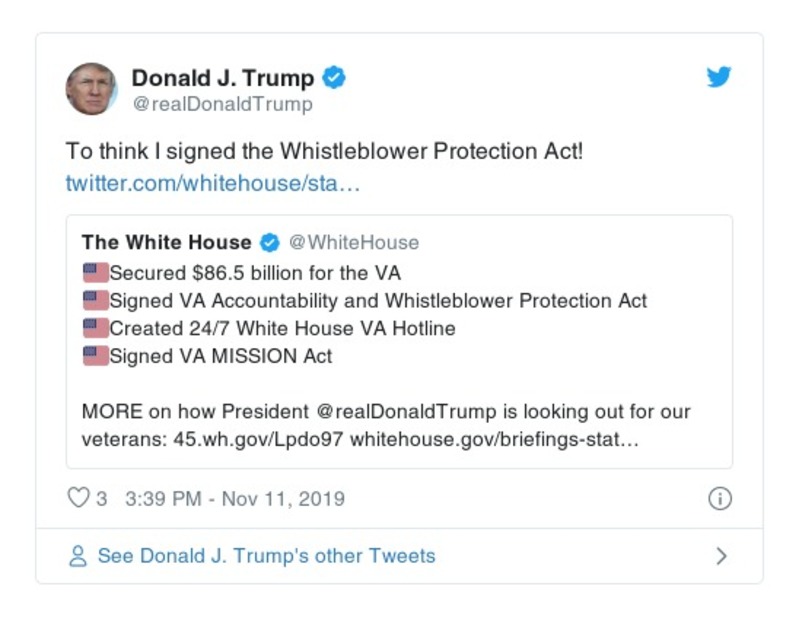 Donald J. Trump
@realDonaldTrump
To think I signed the Whistleblower Protection Act!
twitter.com/whitehouse/sta…
The White House @WhiteHouse
🇺🇸Secured $86.5 billion for the VA
🇺🇸Signed VA Accountability and Whistleblower Protection Act
🇺🇸Created 24/7 White House VA Hotline
🇺🇸Signed VA MISSION Act
MORE on how President @realDonaldTrump is looking out for our
veterans: 45.wh.gov/Lpdo97 whitehouse.gov/briefings-stat…
3 3:39 PM - Nov 11, 2019
See Donald J. Trump's other Tweets